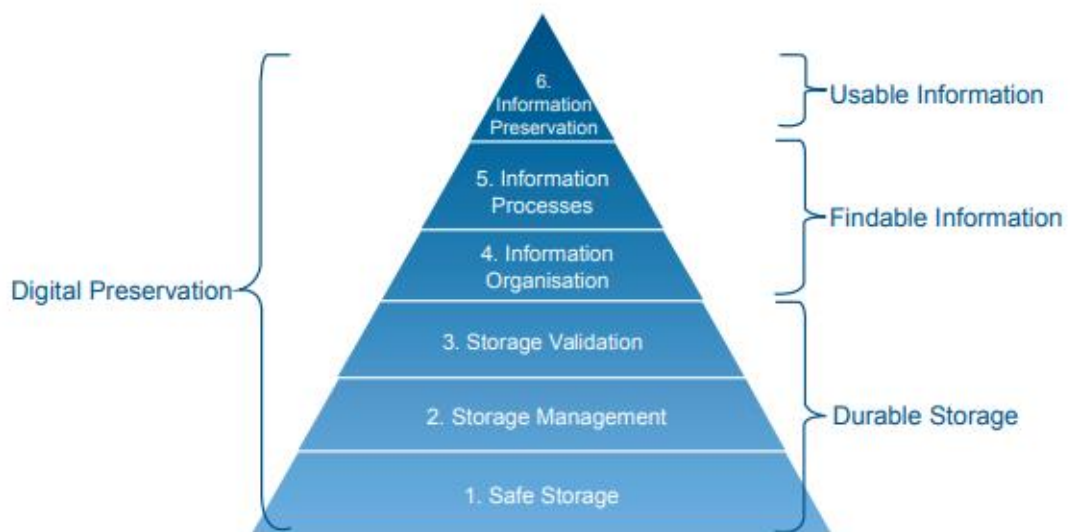 6.
Information
Preservation
Usable Information
5. Information
Processes
Findable Information
4. Information
Organisation
Digital Preservation
3. Storage Validation
2. Storage Management
Durable Storage
1. Safe Storage